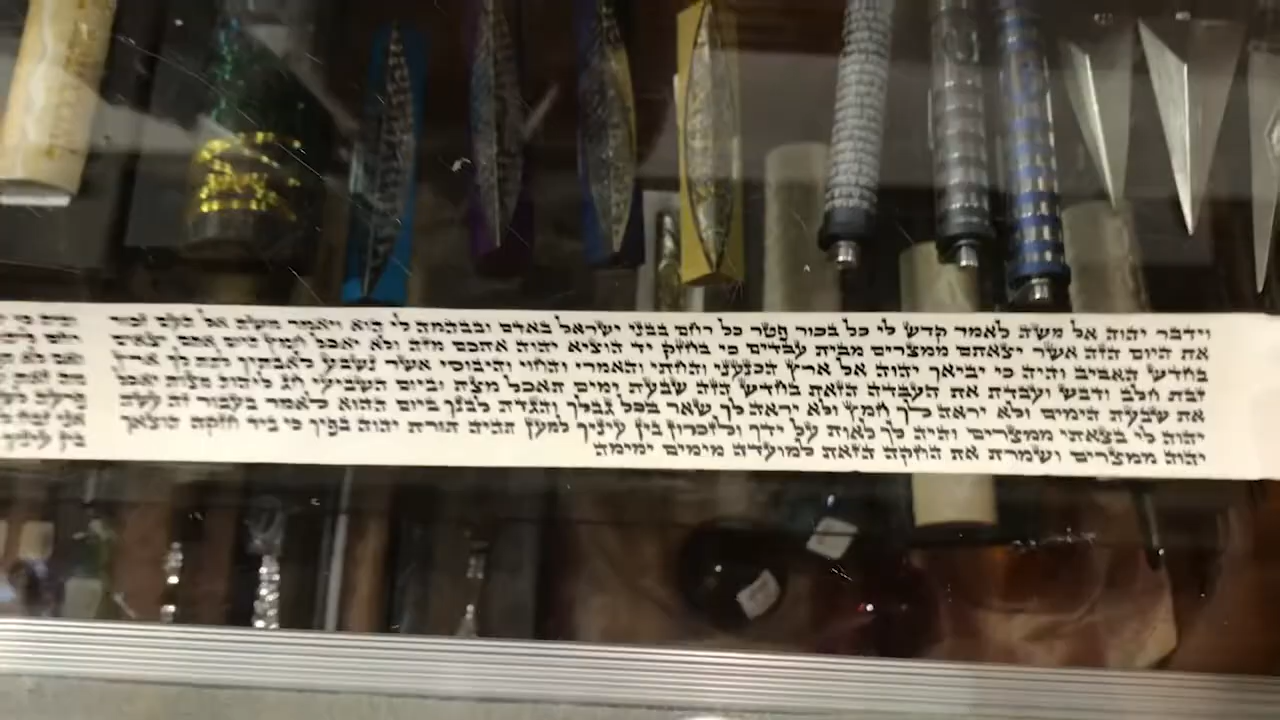 וידבר יהוה אל משה לאמר קדש לי כל בכור פטר כל רחם בבני ישראל באדם ובבהמה לי הוא ויאמר משה אל העם זכור
את היום הזה אשר יצאתם ממצרים מבית עבדים כי בחזק יד הוציא יהוה אתכם מזה ולא יאכל חמץ היום אתם יצאים
בחדש האביב והיה כי יביאך יהוה אל ארץ הכנעני והחתי והאמרי והחוי והיבוסי אשר נשבע לאבתיך לתת לך ארץ
זבת חלב ודבש ועבדת את העבדה הזאת בחדש הזה שבעת ימים תאכל מצת וביום השביעי חג ליהוה מצות יאכל
את שבעת הימים ולא יראה לך חמץ ולא יראה לך שאר בכל גבלך והגדת לבנך ביום ההוא לאמר בעבור זה עשה
יהוה לי בצאתי ממצרים והיה לך לאות על ידך ולזכרון בין עיניך למען תהיה תורת יהוה בפיך כי ביד חזקה הוצאך
יהוה ממצרים ושמרת את החקה הזאת למועדה מימים ימימה
והיה כי